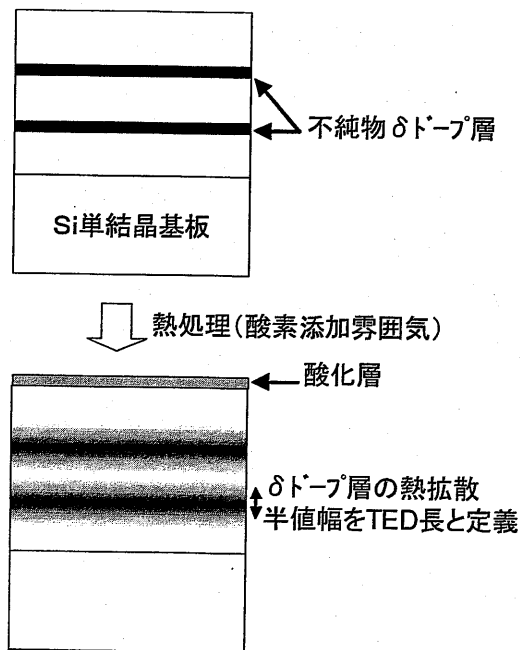 不純物δドープ層
Si単結晶基板
熱処理(酸素添加雰囲気)
酸化層
δドープ層の熱拡散
半値幅をTED長と定義